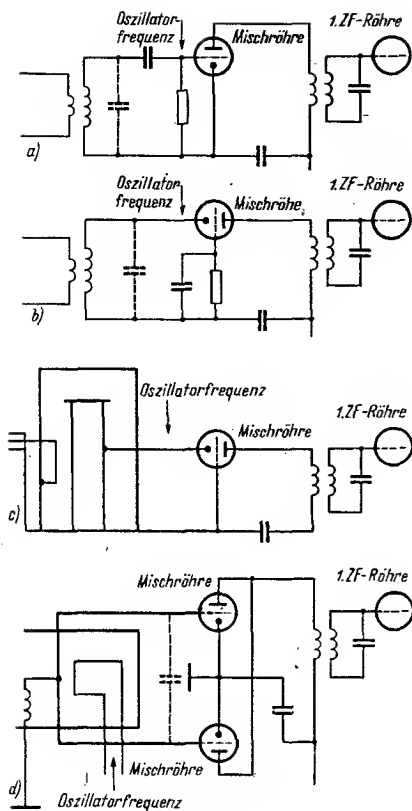 Oszillator-
frequenz
Mischröhre
1.ZF-Röhre
a)
Oszillator-
frequenz
Mischröhe
1.ZF-Röhre
b)
Oszillatorfrequenz
Mischröhre
1.ZF-Röhre
c)
Mischröhre
1.ZF-Röhre
Mischröhre
d)
Oszillatorfrequenz